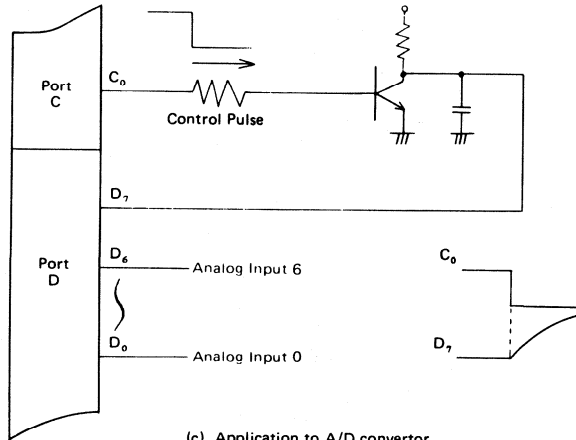 Port
C
C₀
Control Pulse
D₇
Port
D
D₆
Analog Input 6
D₀
Analog Input 0
C₀
D₇
(c) Application to A/D convertor